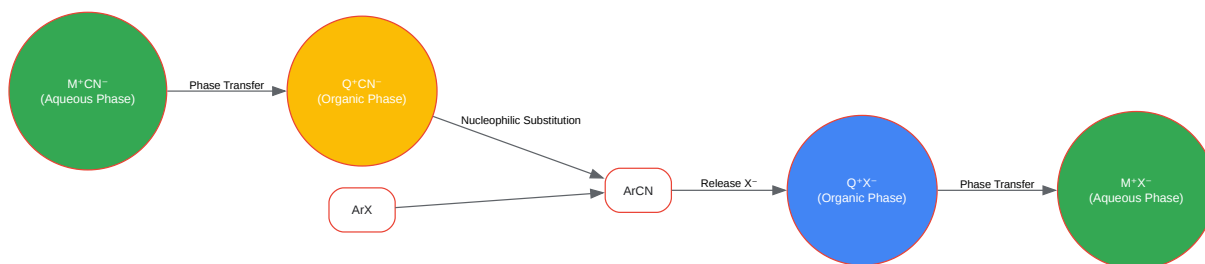 M⁺CN⁻
(Aqueous Phase)
Phase Transfer
Q⁺CN⁻
(Organic Phase)
Nucleophilic Substitution
ArX
ArCN
Release X⁻
Q⁺X⁻
(Organic Phase)
Phase Transfer
M⁺X⁻
(Aqueous Phase)